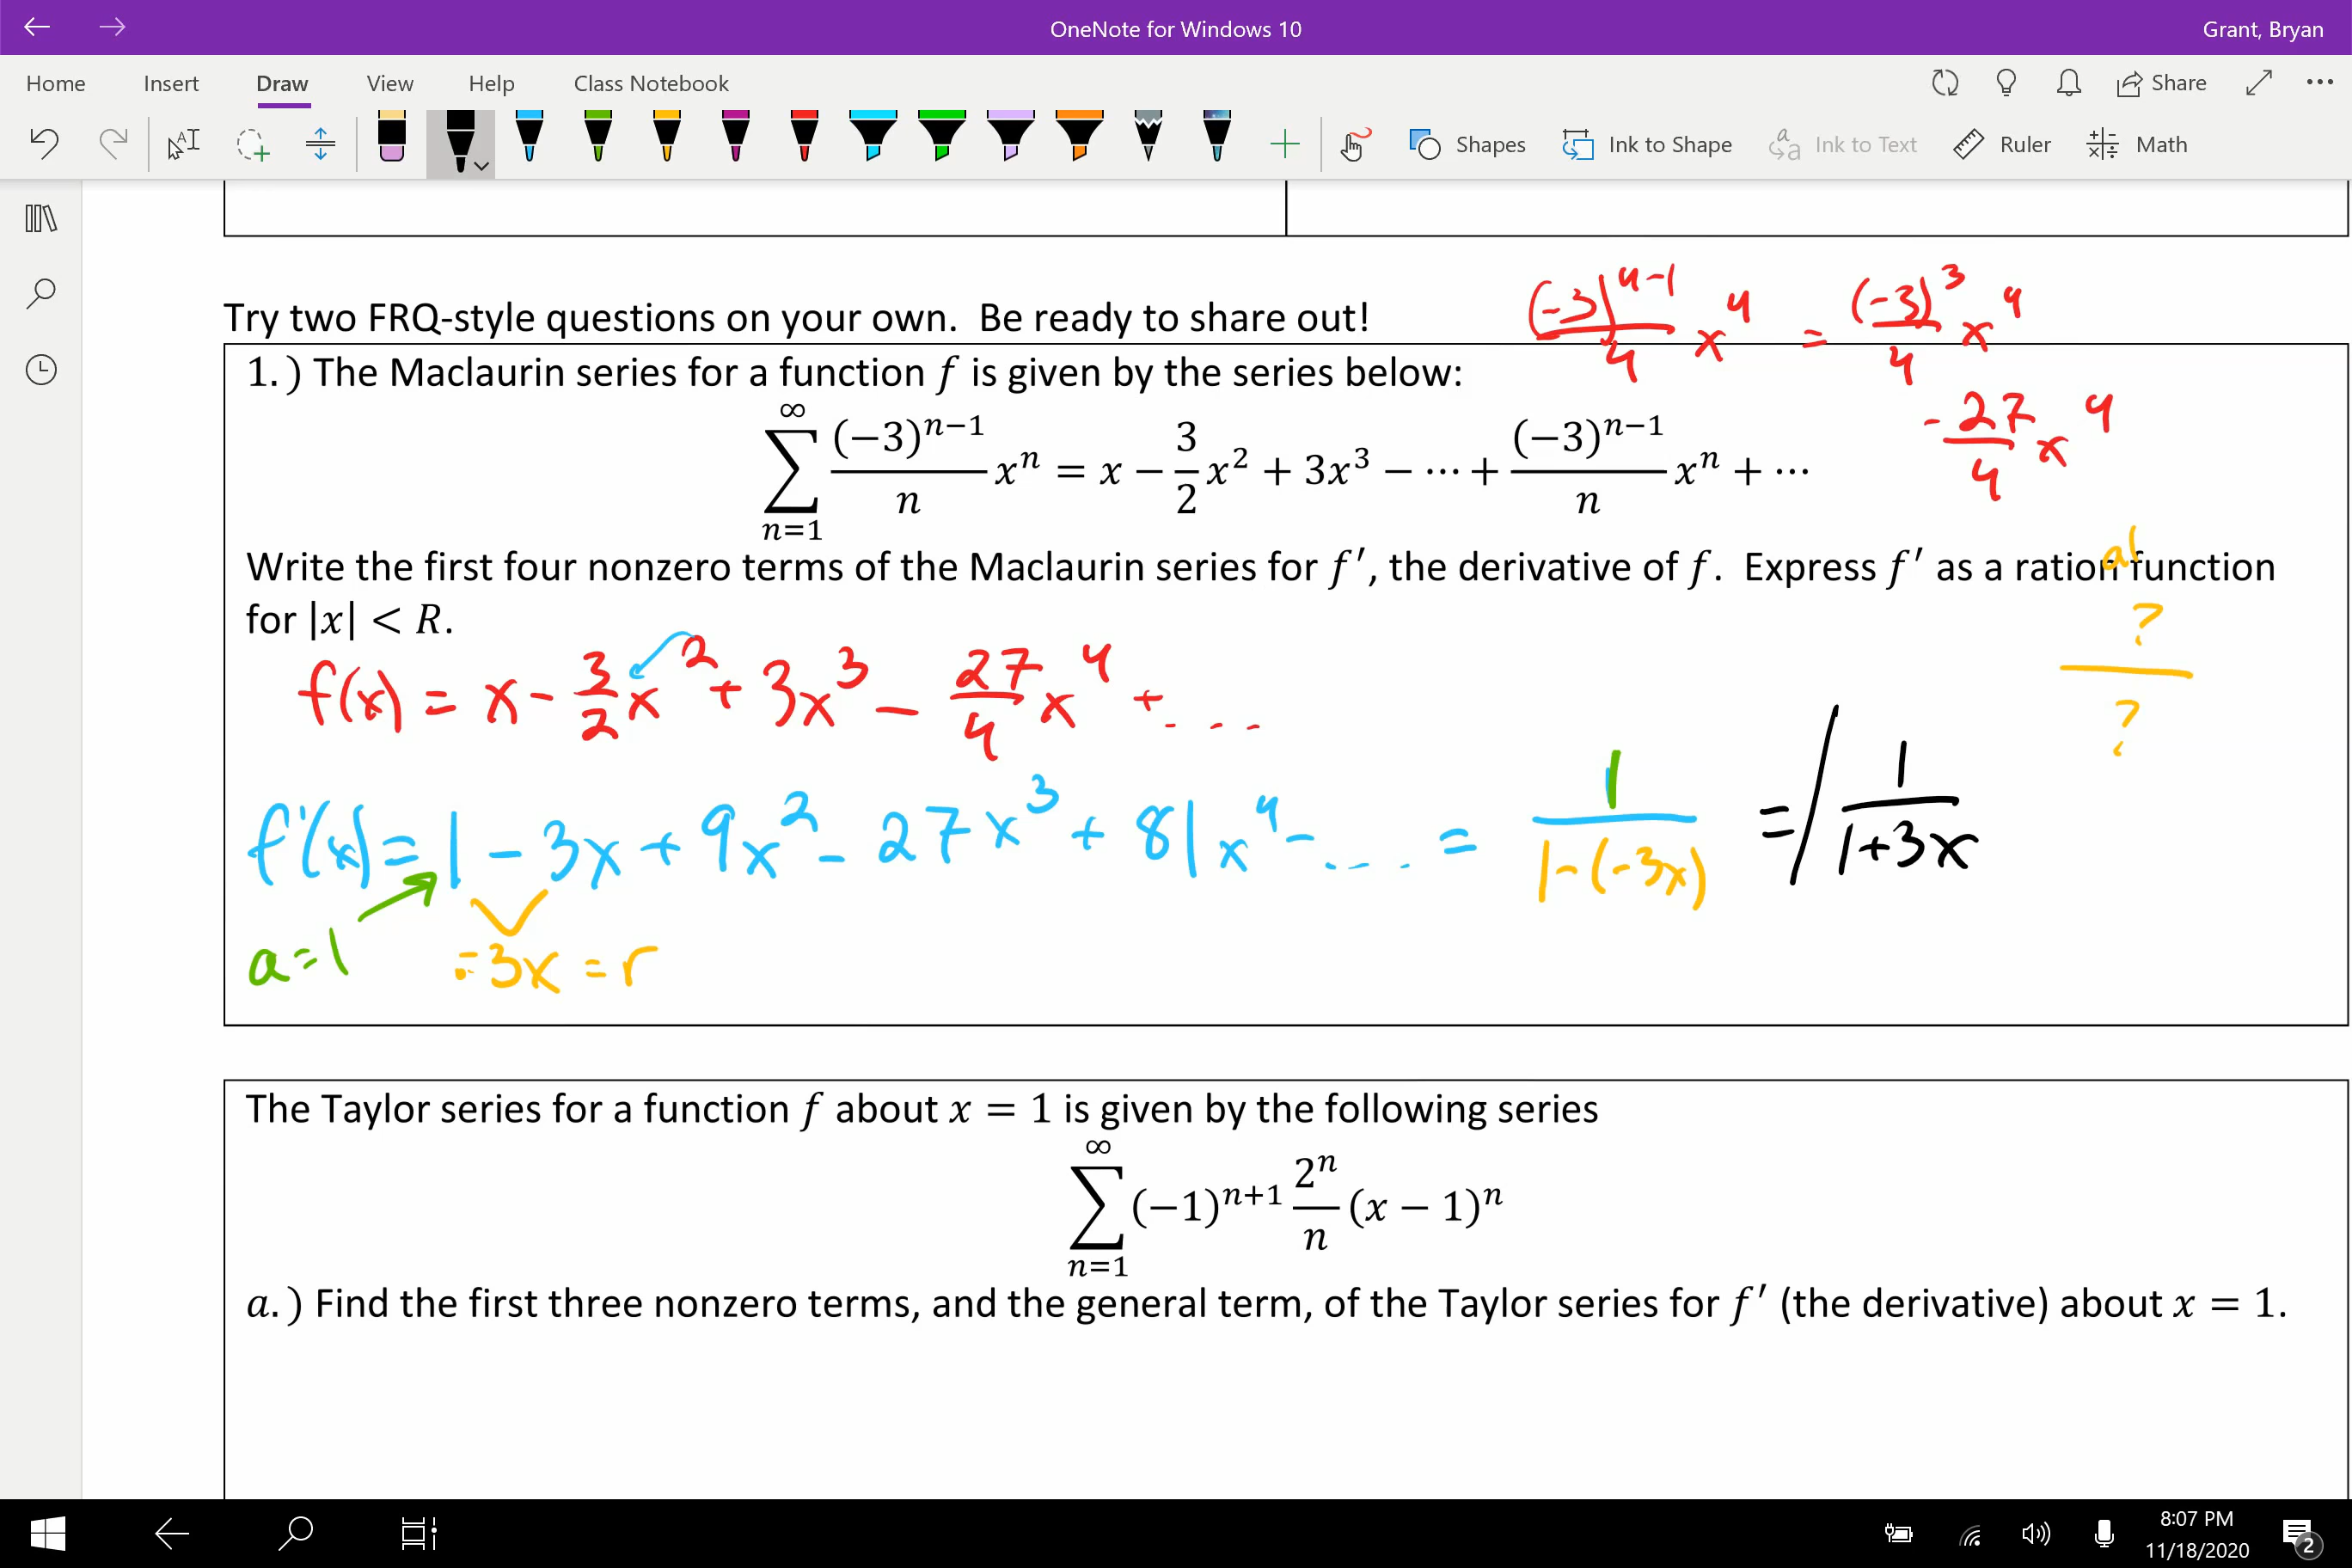 OneNote for Windows 10
Grant, Bryan
Home Insert Draw View Help Class Notebook
Share
Shapes Ink to Shape Ink to Text Ruler Math
Try two FRQ-style questions on your own. Be ready to share out!
(-3)^{4-1}/4 x^4 = (-3)^3/4 x^4
-27/4 x^4
1.) The Maclaurin series for a function f is given by the series below:
∑_{n=1}^{∞} (−3)^{n−1}/n x^n = x − 3/2 x^2 + 3x^3 − ⋯ + (−3)^{n−1}/n x^n + ⋯
al
Write the first four nonzero terms of the Maclaurin series for f′, the derivative of f. Express f′ as a ration function
for |x| < R.
?
?
f(x) = x - 3/2 x^2 + 3x^3 - 27/4 x^4 + ...
f'(x) = 1 - 3x + 9x^2 - 27x^3 + 81x^4 - .... = 1/(1-(-3x)) = 1/(1+3x)
a=1 -3x = r
The Taylor series for a function f about x = 1 is given by the following series
∑_{n=1}^{∞} (−1)^{n+1} 2^n/n (x − 1)^n
a.) Find the first three nonzero terms, and the general term, of the Taylor series for f′ (the derivative) about x = 1.
8:07 PM
11/18/2020
2